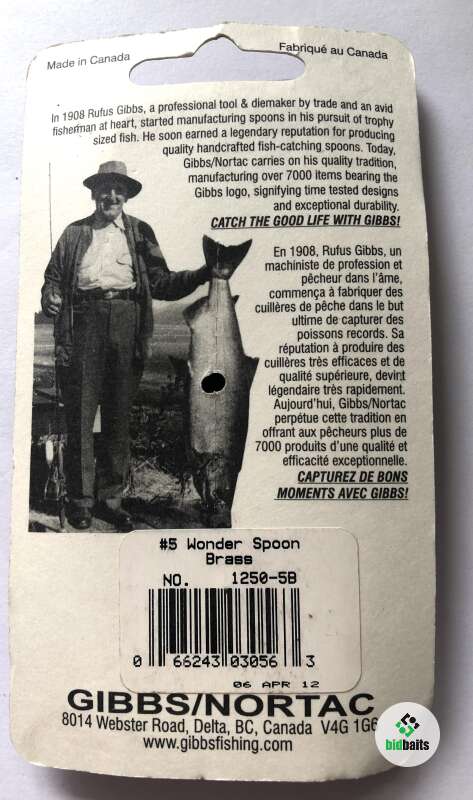 Made in Canada
Fabriqué au Canada
In 1908 Rufus Gibbs, a professional tool & diemaker by trade and an avid
fisherman at heart, started manufacturing spoons in his pursuit of trophy
sized fish. He soon earned a legendary reputation for producing
quality handcrafted fish-catching spoons. Today,
Gibbs/Nortac carries on his quality tradition,
manufacturing over 7000 items bearing the
Gibbs logo, signifying time tested designs
and exceptional durability.
CATCH THE GOOD LIFE WITH GIBBS!
En 1908, Rufus Gibbs, un
machiniste de profession et
pêcheur dans l'âme,
commença à fabriquer des
cuillères de pêche dans le but
ultime de capturer des
poissons records. Sa
réputation à produire des
cuillères très efficaces et de
qualité supérieure, devint
légendaire très rapidement.
Aujourd'hui, Gibbs/Nortac
perpétue cette tradition en
offrant aux pêcheurs plus de
7000 produits d'une qualité et
efficacité exceptionnelle.
CAPTUREZ DE BONS
MOMENTS AVEC GIBBS!
#5 Wonder Spoon
Brass
NO. 1250-5B
0 66243 03056 3
06 APR 12
GIBBS/NORTAC
8014 Webster Road, Delta, BC, Canada V4G 1G6
www.gibbsfishing.com
bidbaits